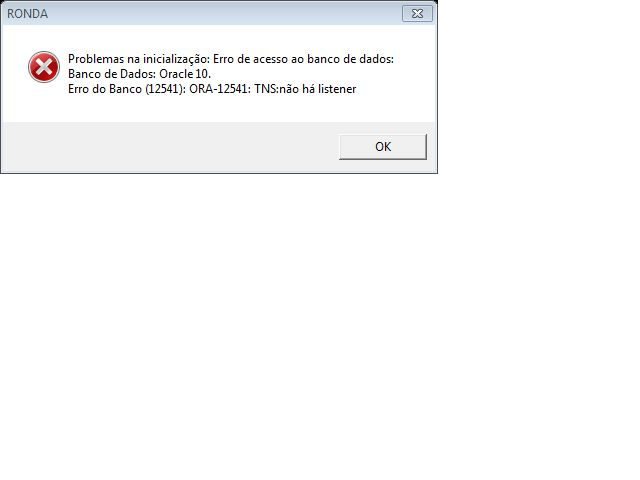 RONDA
Problemas na inicialização: Erro de acesso ao banco de dados:
Banco de Dados: Oracle 10.
Erro do Banco (12541): ORA-12541: TNS:não há listener
OK